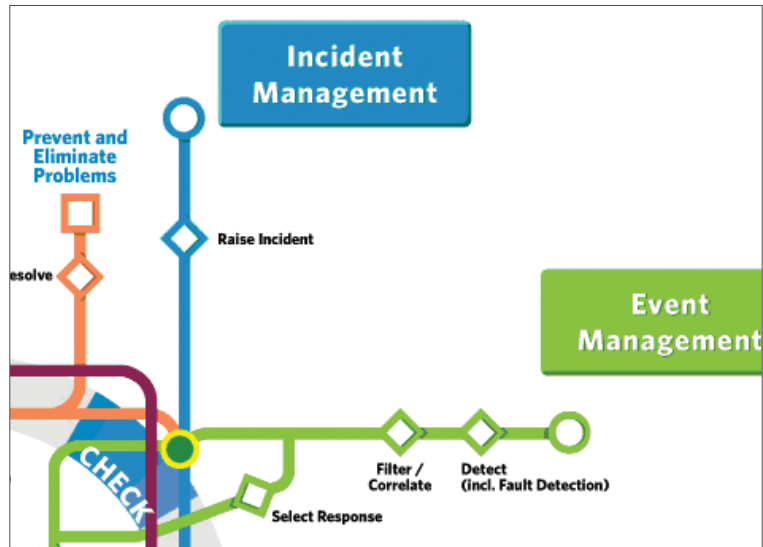 Incident
Management
Prevent and
Eliminate
Problems
Raise Incident
esolve
Event
Management
CHECK
Filter /
Correlate
Detect
(incl. Fault Detection)
Select Response